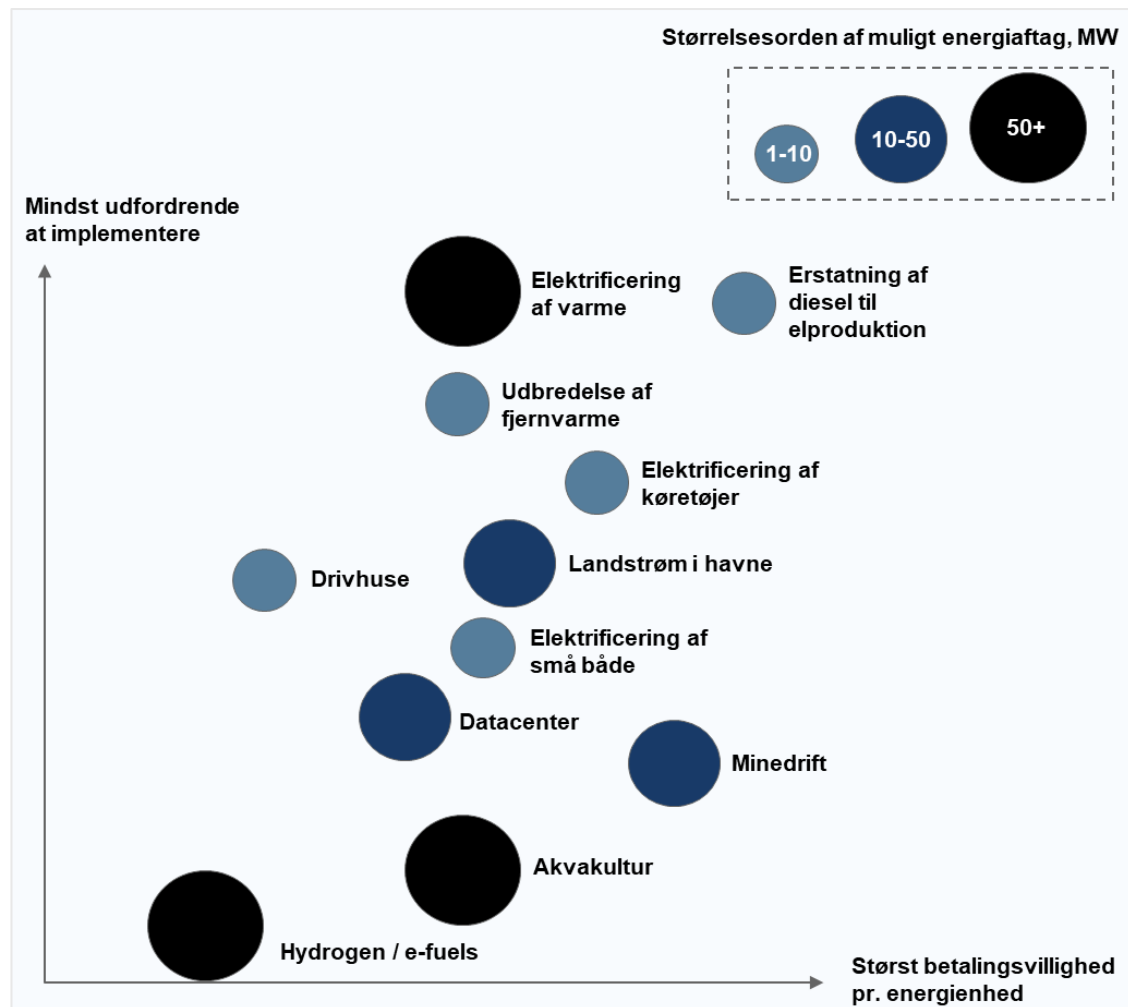 Størrelsesorden af muligt energiaftag, MW
1-10
10-50
50+
Mindst udfordrende
at implementere
Elektrificering
af varme
Erstatning af
diesel til
elproduktion
Udbredelse af
fjernvarme
Elektrificering af
køretøjer
Landstrøm i havne
Drivhuse
Elektrificering af
små både
Datacenter
Minedrift
Akvakultur
Hydrogen / e-fuels
Størst betalingsvillighed
pr. energienhed